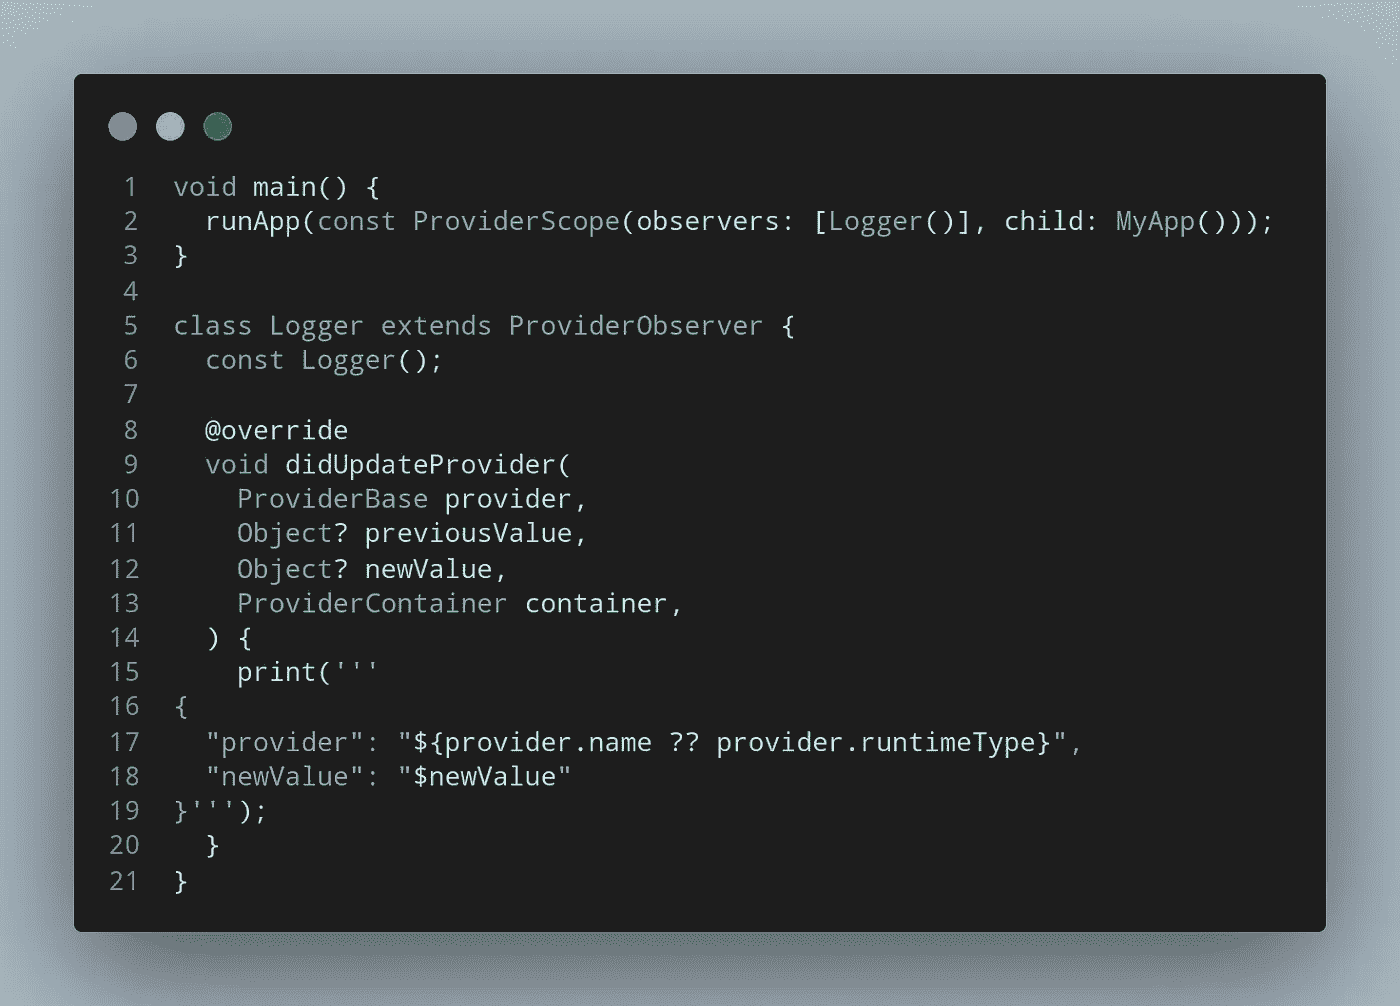 1 void main() {
2   runApp(const ProviderScope(observers: [Logger()], child: MyApp()));
3 }
4
5 class Logger extends ProviderObserver {
6   const Logger();
7
8   @override
9   void didUpdateProvider(
10     ProviderBase provider,
11     Object? previousValue,
12     Object? newValue,
13     ProviderContainer container,
14   ) {
15     print('''
16 {
17   "provider": "${provider.name ?? provider.runtimeType}",
18   "newValue": "$newValue"
19 }''');
20   }
21 }